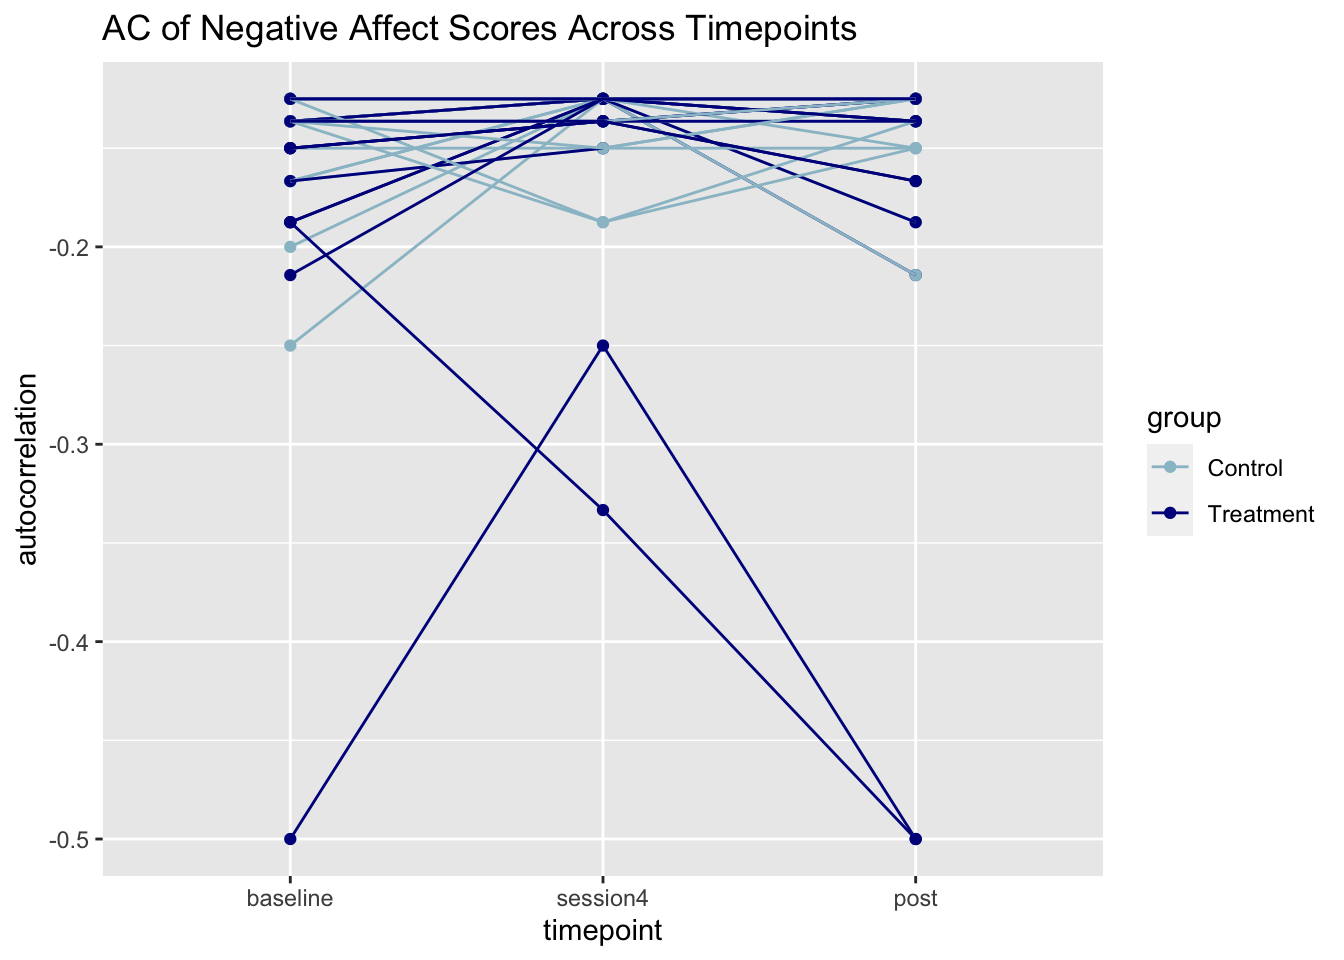 AC of Negative Affect Scores Across Timepoints
autocorrelation
-0.2
-0.3
-0.4
-0.5
baseline session4 post
timepoint
group
Control
Treatment